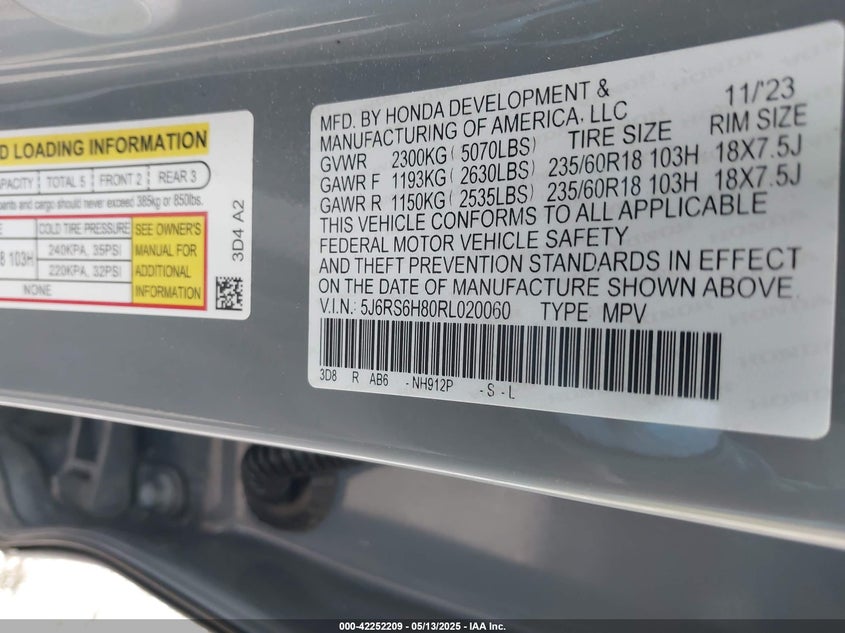 D LOADING INFORMATION
APACITY TOTAL 5 FRONT 2 REAR 3
pants and cargo should never exceed 385kg or 850lbs.
E COLD TIRE PRESSURE SEE OWNER'S MANUAL FOR ADDITIONAL INFORMATION
8 103H 240KPA, 35PSI
220KPA, 32PSI
NONE
3D4 A2
MFD. BY HONDA DEVELOPMENT & 11/'23
MANUFACTURING OF AMERICA, LLC TIRE SIZE RIM SIZE
GVWR 2300KG ( 5070LBS)
GAWR F 1193KG ( 2630LBS) 235/60R18 103H 18X7.5J
GAWR R 1150KG ( 2535LBS) 235/60R18 103H 18X7.5J
THIS VEHICLE CONFORMS TO ALL APPLICABLE
FEDERAL MOTOR VEHICLE SAFETY
AND THEFT PREVENTION STANDARDS IN EFFECT
ON THE DATE OF MANUFACTURE SHOWN ABOVE
V.I.N.: 5J6RS6H80RL020060 TYPE MPV
3D8 R AB6 -NH912P -S -L
000-42252209 - 05/13/2025 - IAA Inc.